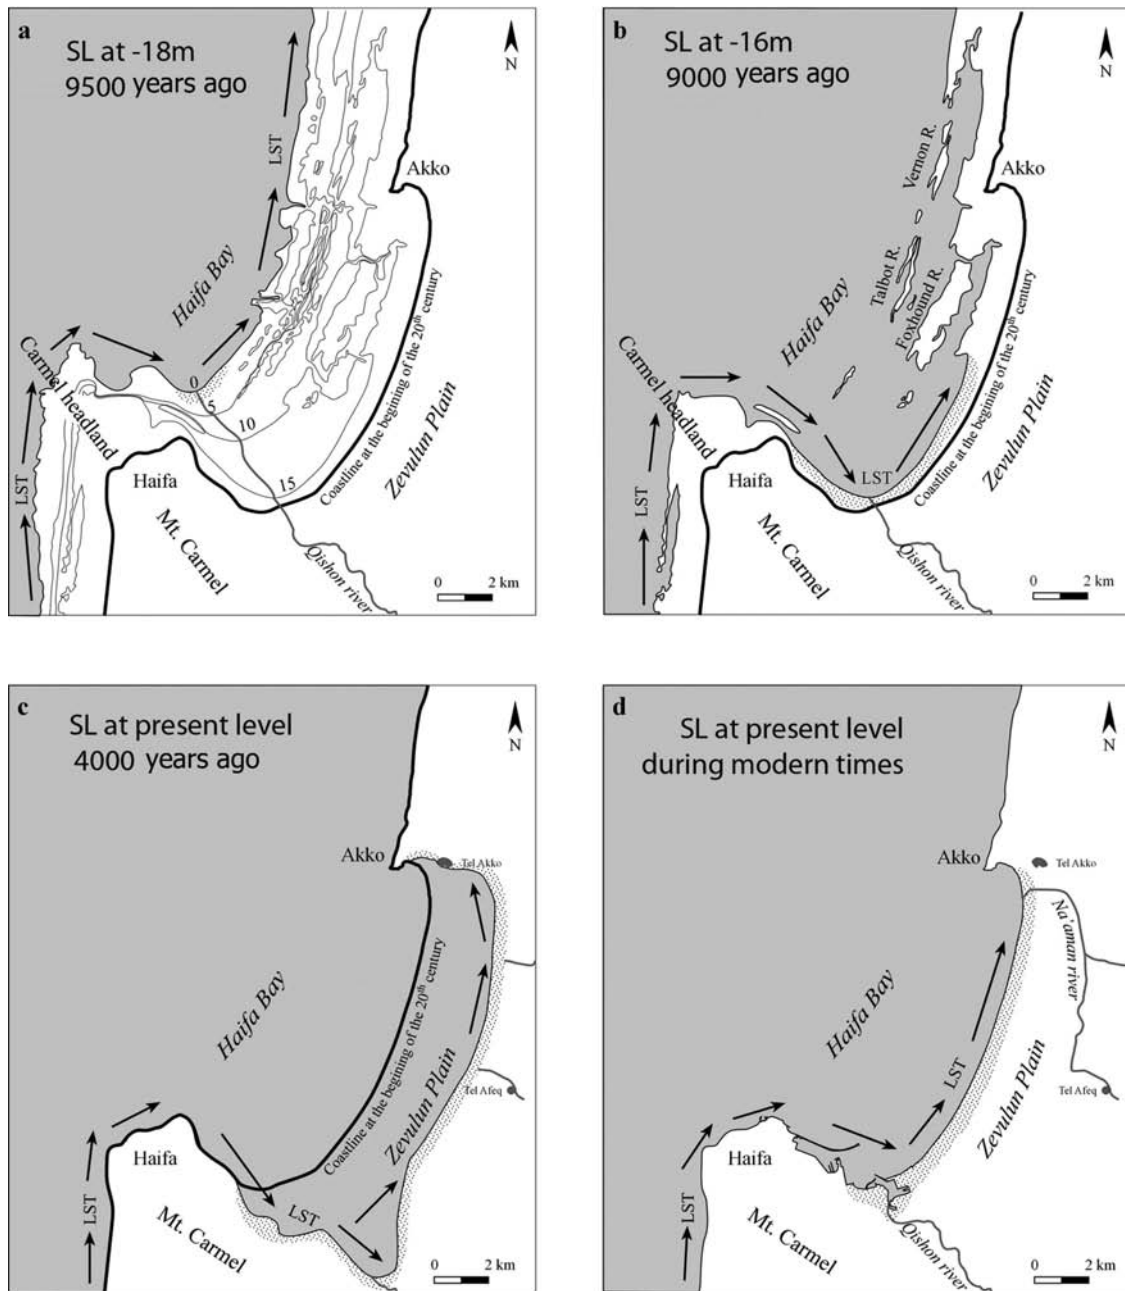 a
SL at -18m
9500 years ago
N
LST
Akko
Haifa Bay
Carmel headland
0
5
10
15
Coastline at the begining of the 20th century
Zevulun Plain
Haifa
LST
Mt. Carmel
Qishon river
0 2 km
b
SL at -16m
9000 years ago
N
Vernon R.
Akko
Talbot R.
Foxhound R.
Haifa Bay
Carmel headland
Coastline at the begining of the 20th century
Zevulun Plain
LST
Haifa
LST
Mt. Carmel
Qishon river
0 2 km
c
SL at present level
4000 years ago
N
Akko
Tel Akko
Haifa Bay
Coastline at the begining of the 20th century
Zevulun Plain
Tel Afeq
Haifa
LST
LST
Mt. Carmel
0 2 km
d
SL at present level
during modern times
N
Akko
Tel Akko
Na'aman river
Haifa Bay
LST
Tel Afeq
Zevulun Plain
Haifa
LST
Mt. Carmel
Qishon river
0 2 km